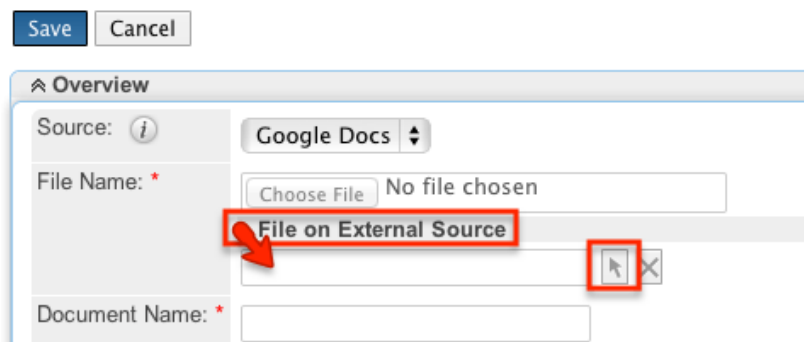 Save Cancel
Overview
Source: i Google Docs
File Name: * Choose File No file chosen
File on External Source
Document Name: *